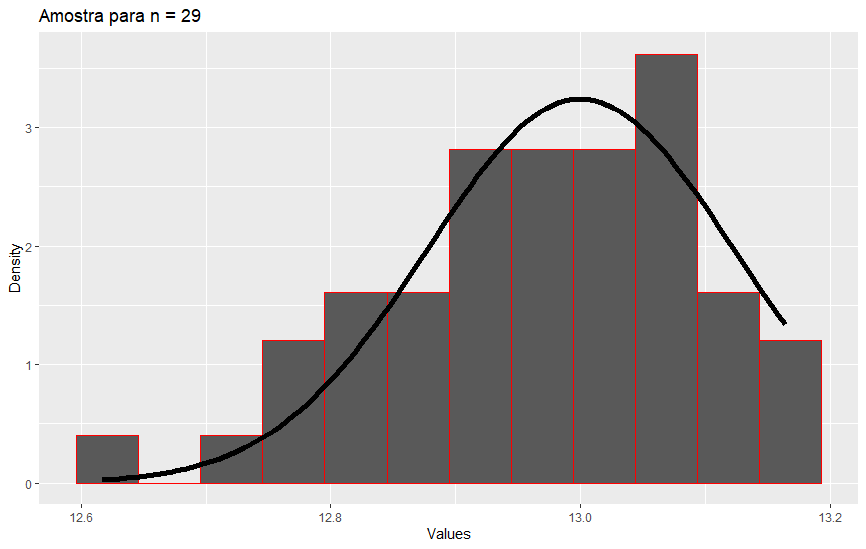 Amostra para n = 29
Density
3
2
1
0
12.6 12.8 13.0 13.2
Values